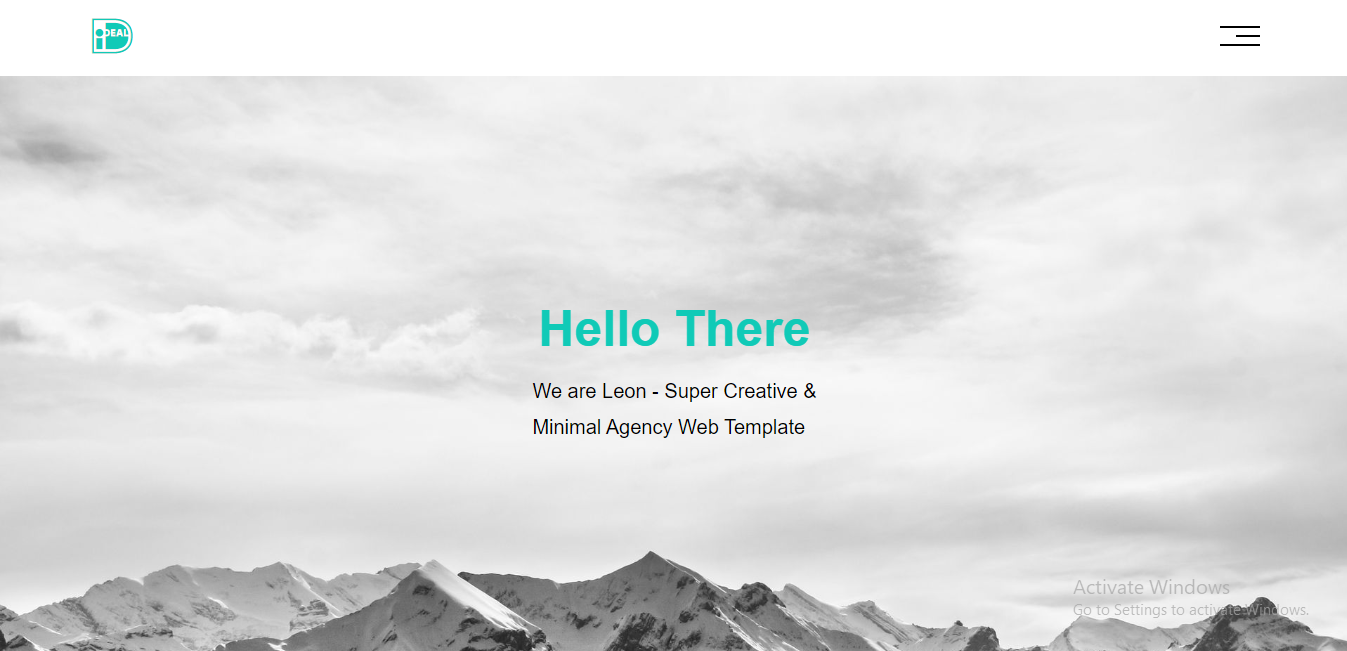 iDEAL
Hello There
We are Leon - Super Creative &
Minimal Agency Web Template
Activate Windows
Go to Settings to activate Windows.